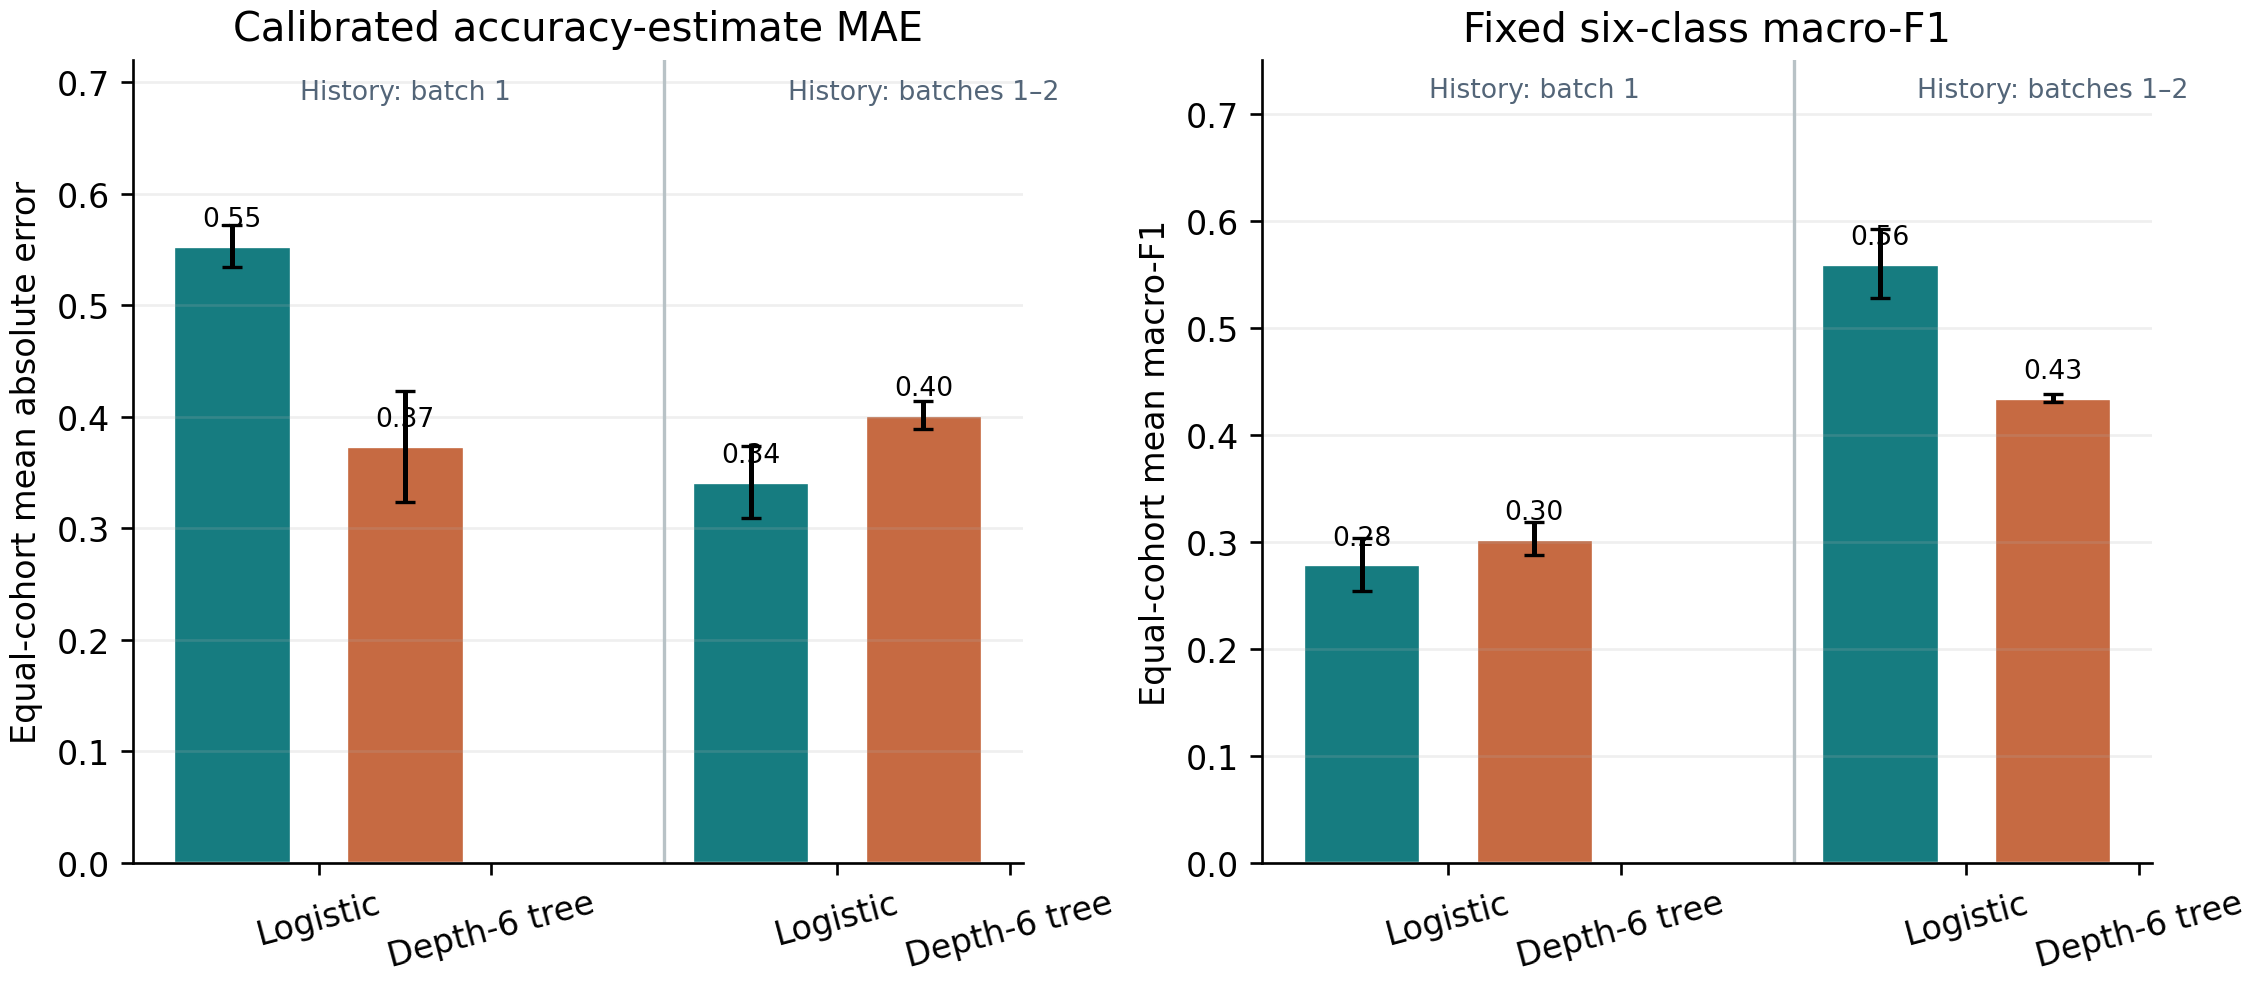 Calibrated accuracy-estimate MAE
Equal-cohort mean absolute error
0.7
0.6
0.5
0.4
0.3
0.2
0.1
0.0
History: batch 1
History: batches 1–2
0.55
0.37
0.34
0.40
Logistic
Depth-6 tree
Logistic
Depth-6 tree
Fixed six-class macro-F1
Equal-cohort mean macro-F1
0.7
0.6
0.5
0.4
0.3
0.2
0.1
0.0
History: batch 1
History: batches 1–2
0.28
0.30
0.56
0.43
Logistic
Depth-6 tree
Logistic
Depth-6 tree